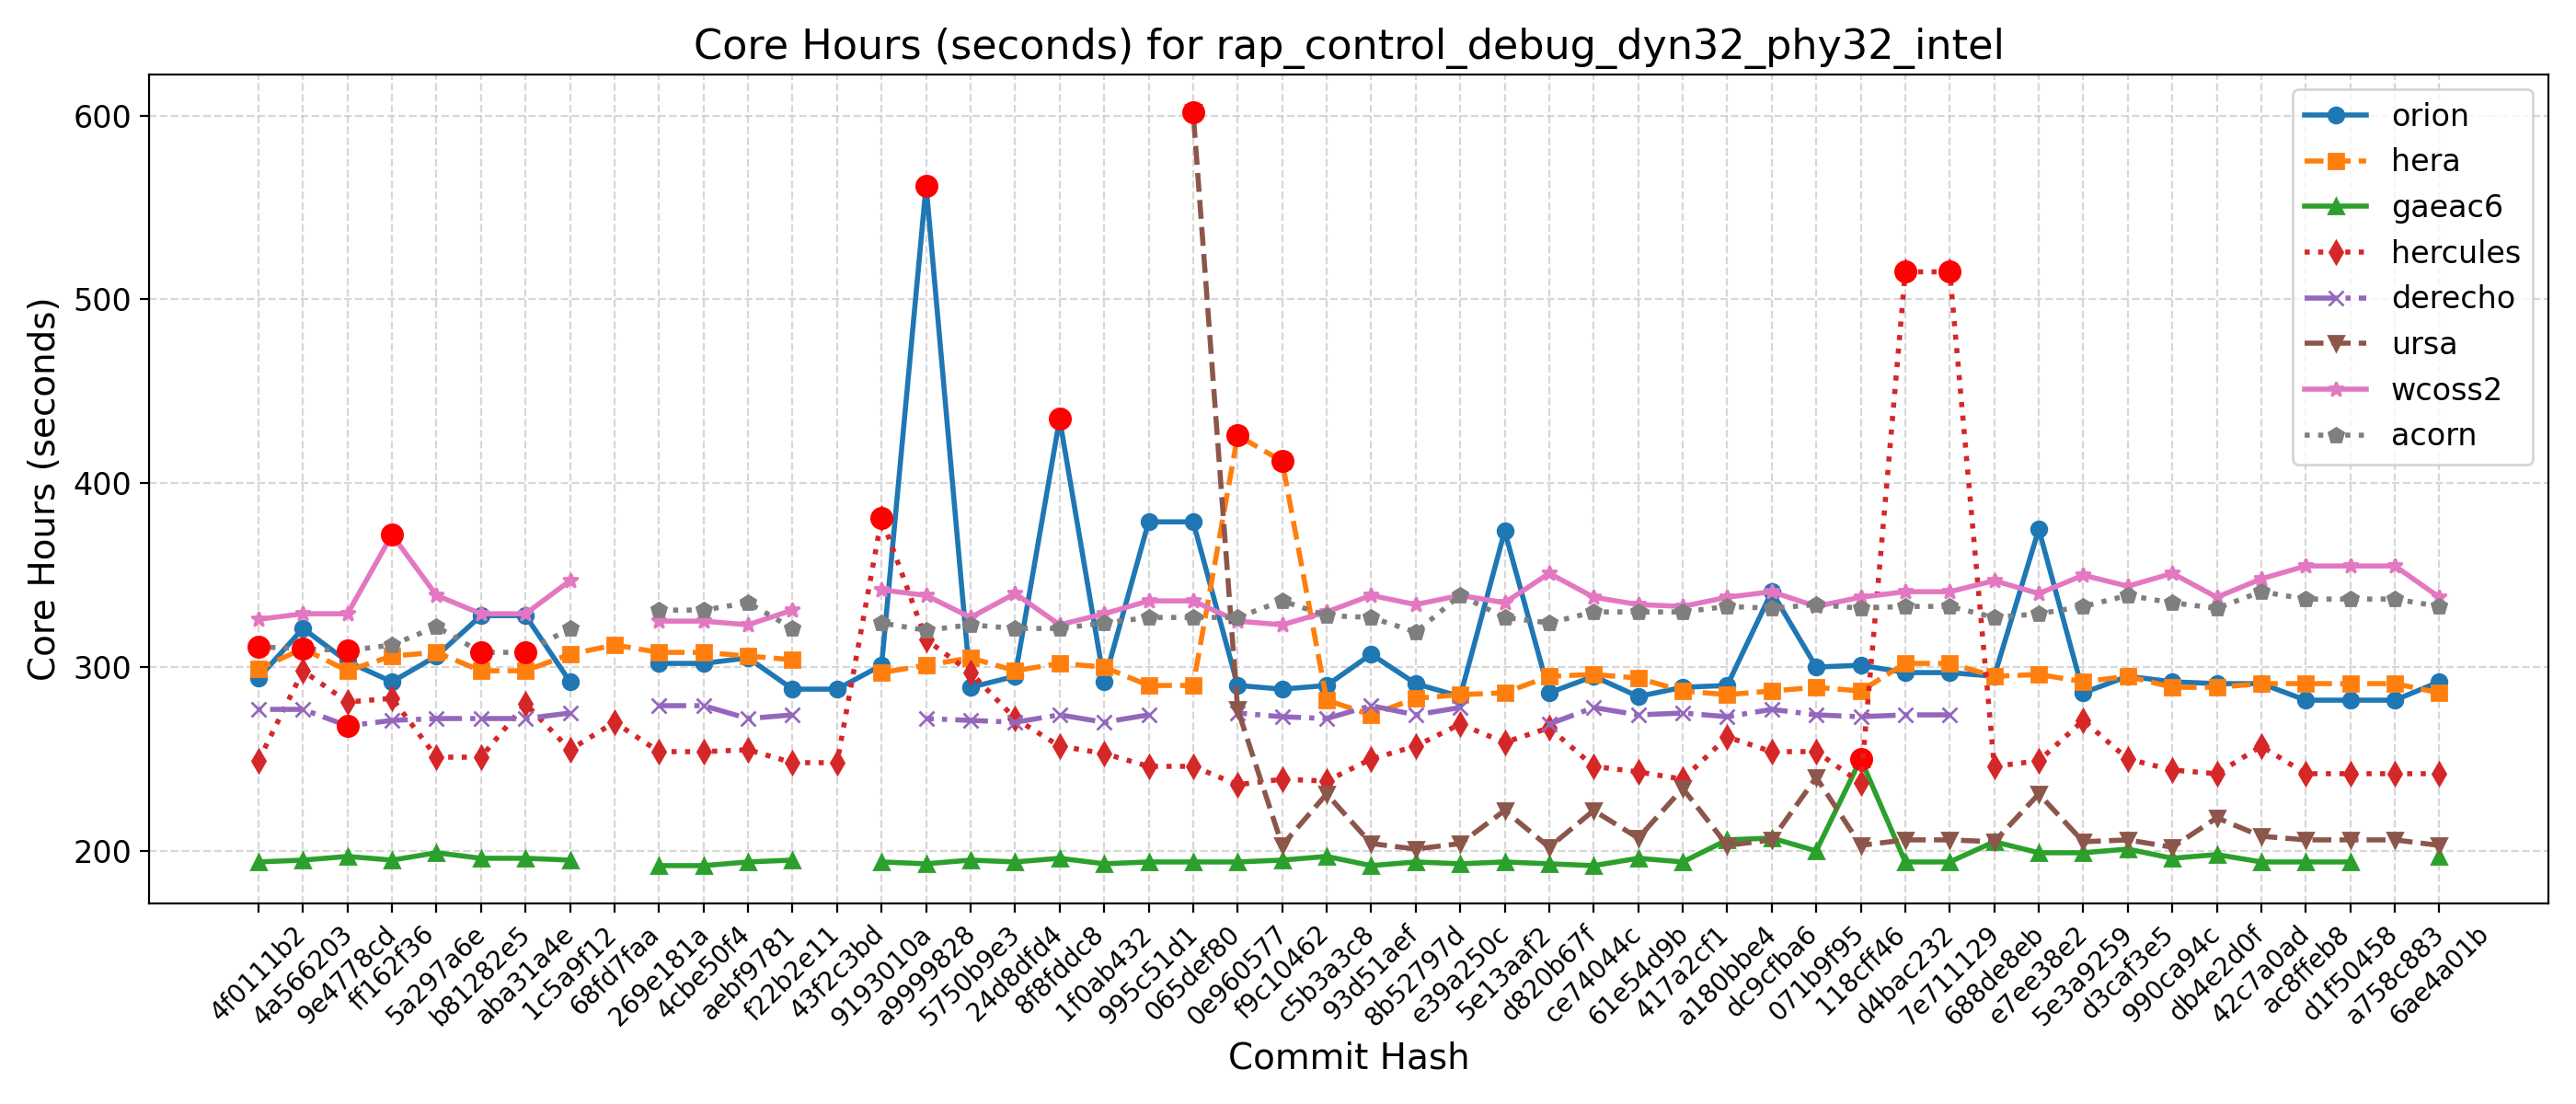 Core Hours (seconds) for rap_control_debug_dyn32_phy32_intel
Core Hours (seconds)
600
500
400
300
200
orion
hera
gaeac6
hercules
derecho
ursa
wcoss2
acorn
4f0111b2
4a566203
9e4778cd
ff162f36
5a297a6e
b81282e5
aba31a4e
1c5a9f12
68fd7faa
269e181a
4cbe50f4
aebf9781
f22b2e11
43f2c3bd
9193010a
a9999828
5750b9e3
24d8dfd4
8f8fddc8
1f0ab432
995c51d1
065def80
0e960577
f9c10462
c5b3a3c8
93d51aef
8b52797d
e39a250c
5e13aaf2
d820b67f
ce74044c
61e54d9b
417a2cf1
a180bbe4
dc9cfba6
071b9f95
118cff46
d4bac232
7e711129
688de8eb
e7ee38e2
5e3a9259
d3caf3e5
990ca94c
db4e2d0f
42c7a0ad
ac8ffeb8
d1f50458
a758c883
6ae4a01b
Commit Hash